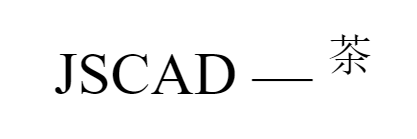 JSCAD — 茶